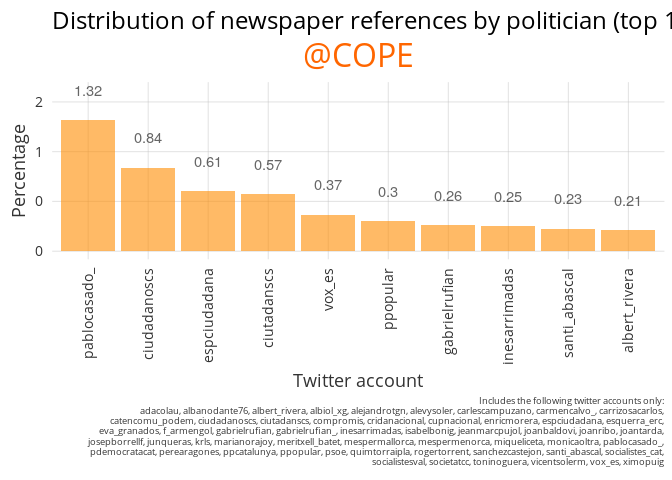 Distribution of newspaper references by politician (top 1
@COPE
Percentage
2
1
0
0
1.32
0.84
0.61
0.57
0.37
0.3
0.26
0.25
0.23
0.21
pablocasado_
ciudadanoscs
espciudadana
ciutadanscs
vox_es
ppopular
gabrielrufian
inesarrimadas
santi_abascal
albert_rivera
Twitter account
Includes the following twitter accounts only:
adacolau, albanodante76, albert_rivera, albiol_xg, alejandrotgn, alevysoler, carlescampuzano, carmencalvo_, carrizosacarlos,
catencomu_podem, ciudadanoscs, ciutadanscs, compromis, cridanacional, cupnacional, enricmorera, espciudadana, esquerra_erc,
eva_granados, f_armengol, gabrielrufian, gabrielrufian_, inesarrimadas, isabelbonig, jeanmarcpujol, joanbaldovi, joanribo, joantarda,
josepborrellf, junqueras, krls, marianorajoy, meritxell_batet, mespermallorca, mespermenorca, miqueliceta, monicaoltra, pablocasado_,
pdemocratacat, perearagones, ppcatalunya, ppopular, psoe, quimtorraipla, rogertorrent, sanchezcastejon, santi_abascal, socialistes_cat,
socialistesval, societatcc, toninoguera, vicentsolerm, vox_es, ximopuig